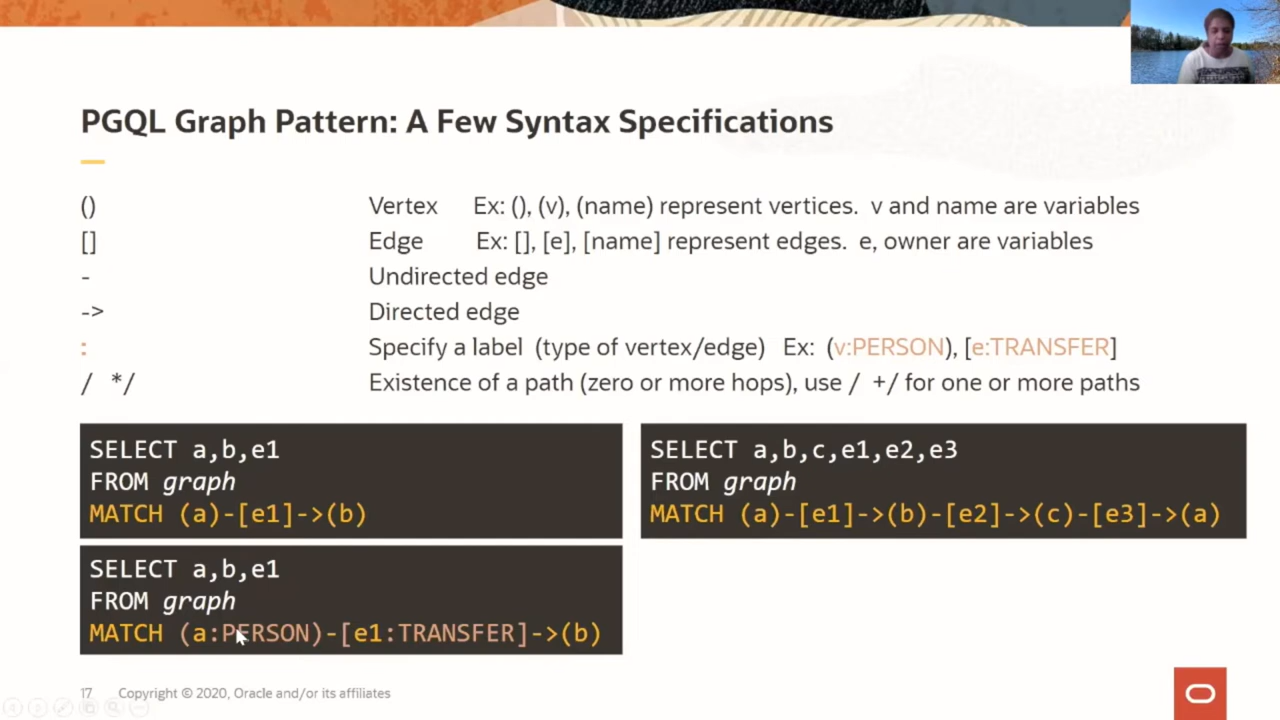 PGQL Graph Pattern: A Few Syntax Specifications
() Vertex Ex: (), (v), (name) represent vertices. v and name are variables
[] Edge Ex: [], [e], [name] represent edges. e, owner are variables
- Undirected edge
-> Directed edge
: Specify a label (type of vertex/edge) Ex: (v:PERSON), [e:TRANSFER]
/ */ Existence of a path (zero or more hops), use / +/ for one or more paths
SELECT a,b,e1
FROM graph
MATCH (a)-[e1]->(b)
SELECT a,b,c,e1,e2,e3
FROM graph
MATCH (a)-[e1]->(b)-[e2]->(c)-[e3]->(a)
SELECT a,b,e1
FROM graph
MATCH (a:PERSON)-[e1:TRANSFER]->(b)
17 Copyright © 2020, Oracle and/or its affiliates